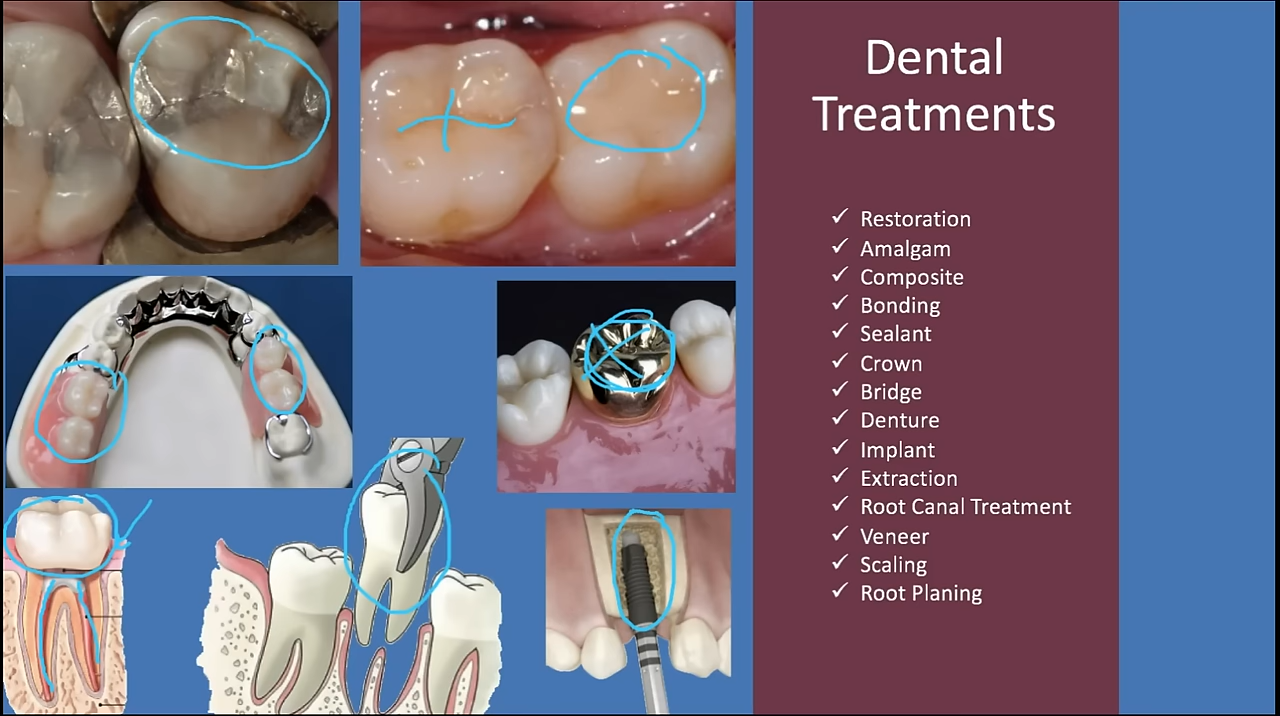 Dental
Treatments
✓ Restoration
✓ Amalgam
✓ Composite
✓ Bonding
✓ Sealant
✓ Crown
✓ Bridge
✓ Denture
✓ Implant
✓ Extraction
✓ Root Canal Treatment
✓ Veneer
✓ Scaling
✓ Root Planing